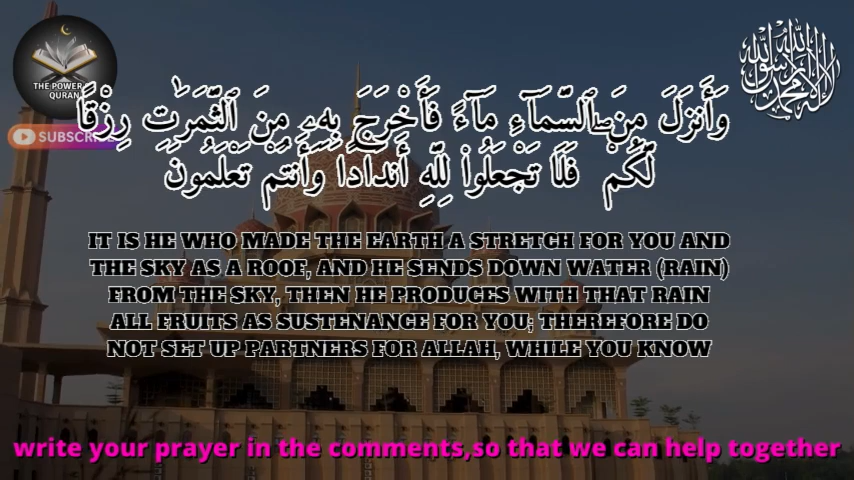 THE POWER
QURAN
SUBSCRI
وَأَنزَلَ مِنَ ٱلسَّمَآءِ مَآءً فَأَخْرَجَ بِهِۦ مِنَ ٱلثَّمَرَٰتِ رِزْقًا
لَّكُمْ ۖ فَلَا تَجْعَلُوا۟ لِلَّهِ أَندَادًا وَأَنتُمْ تَعْلَمُونَ
IT IS HE WHO MADE THE EARTH A STRETCH FOR YOU AND
THE SKY AS A ROOF, AND HE SENDS DOWN WATER (RAIN)
FROM THE SKY, THEN HE PRODUCES WITH THAT RAIN
ALL FRUITS AS SUSTENANCE FOR YOU; THEREFORE DO
NOT SET UP PARTNERS FOR ALLAH, WHILE YOU KNOW
write your prayer in the comments,so that we can help together